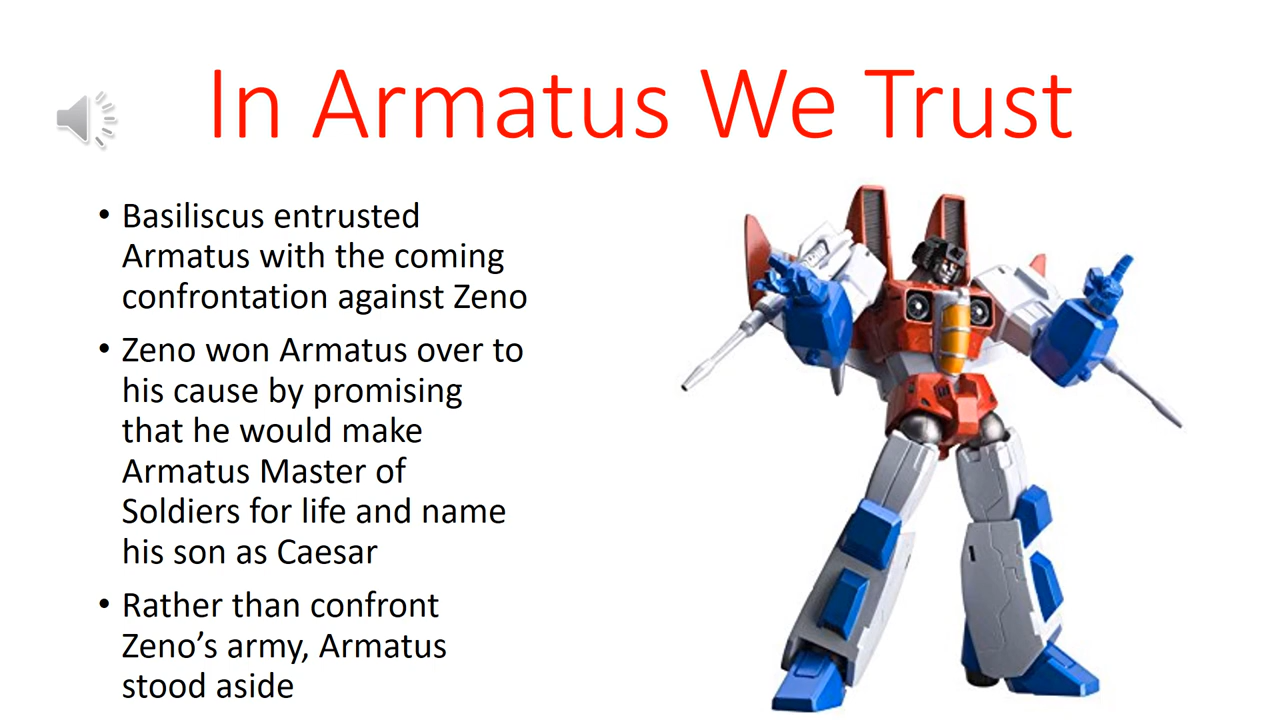 In Armatus We Trust
• Basiliscus entrusted
Armatus with the coming
confrontation against Zeno
• Zeno won Armatus over to
his cause by promising
that he would make
Armatus Master of
Soldiers for life and name
his son as Caesar
• Rather than confront
Zeno’s army, Armatus
stood aside